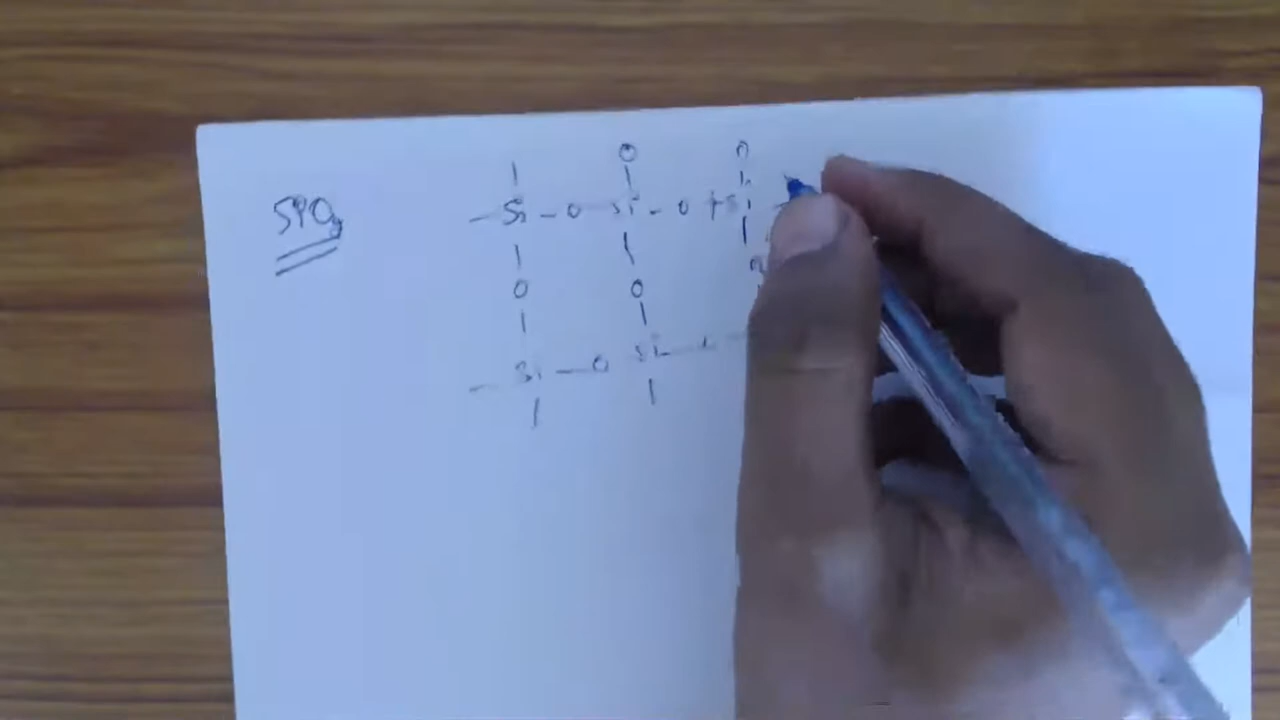 SiO2
O O
- Si - O - Si - O - Si
O O O
- Si - O - Si -